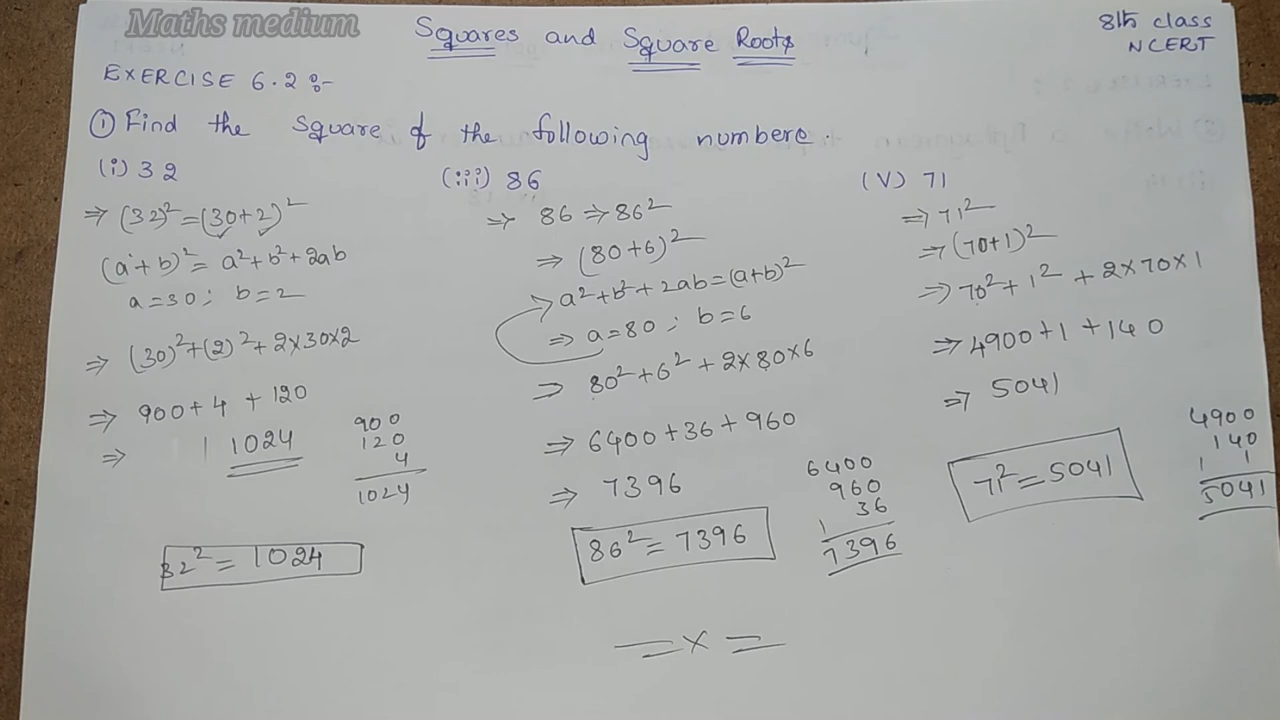 Maths medium
Squares and Square Roots
8th class
NCERT
EXERCISE 6.2 :-
① Find the Square of the following numbere.
(i) 32
⇒ (32)² = (30+2)²
(a+b)² = a²+b²+2ab
a=30; b=2
⇒ (30)²+(2)²+2×30×2
⇒ 900+4+120
⇒ 1024
900
120
4
1024
32² = 1024
(iii) 86
⇒ 86 ⇒ 86²
⇒ (80+6)²
a²+b²+2ab=(a+b)²
⇒ a=80; b=6
⇒ 80²+6²+2×80×6
⇒ 6400+36+960
⇒ 7396
6400
960
36
1
7396
86² = 7396
(V) 71
⇒ 71²
⇒ (70+1)²
⇒ 70²+1²+2×70×1
⇒ 4900+1+140
⇒ 5041
4900
140
1 1
5041
71² = 5041
= x =